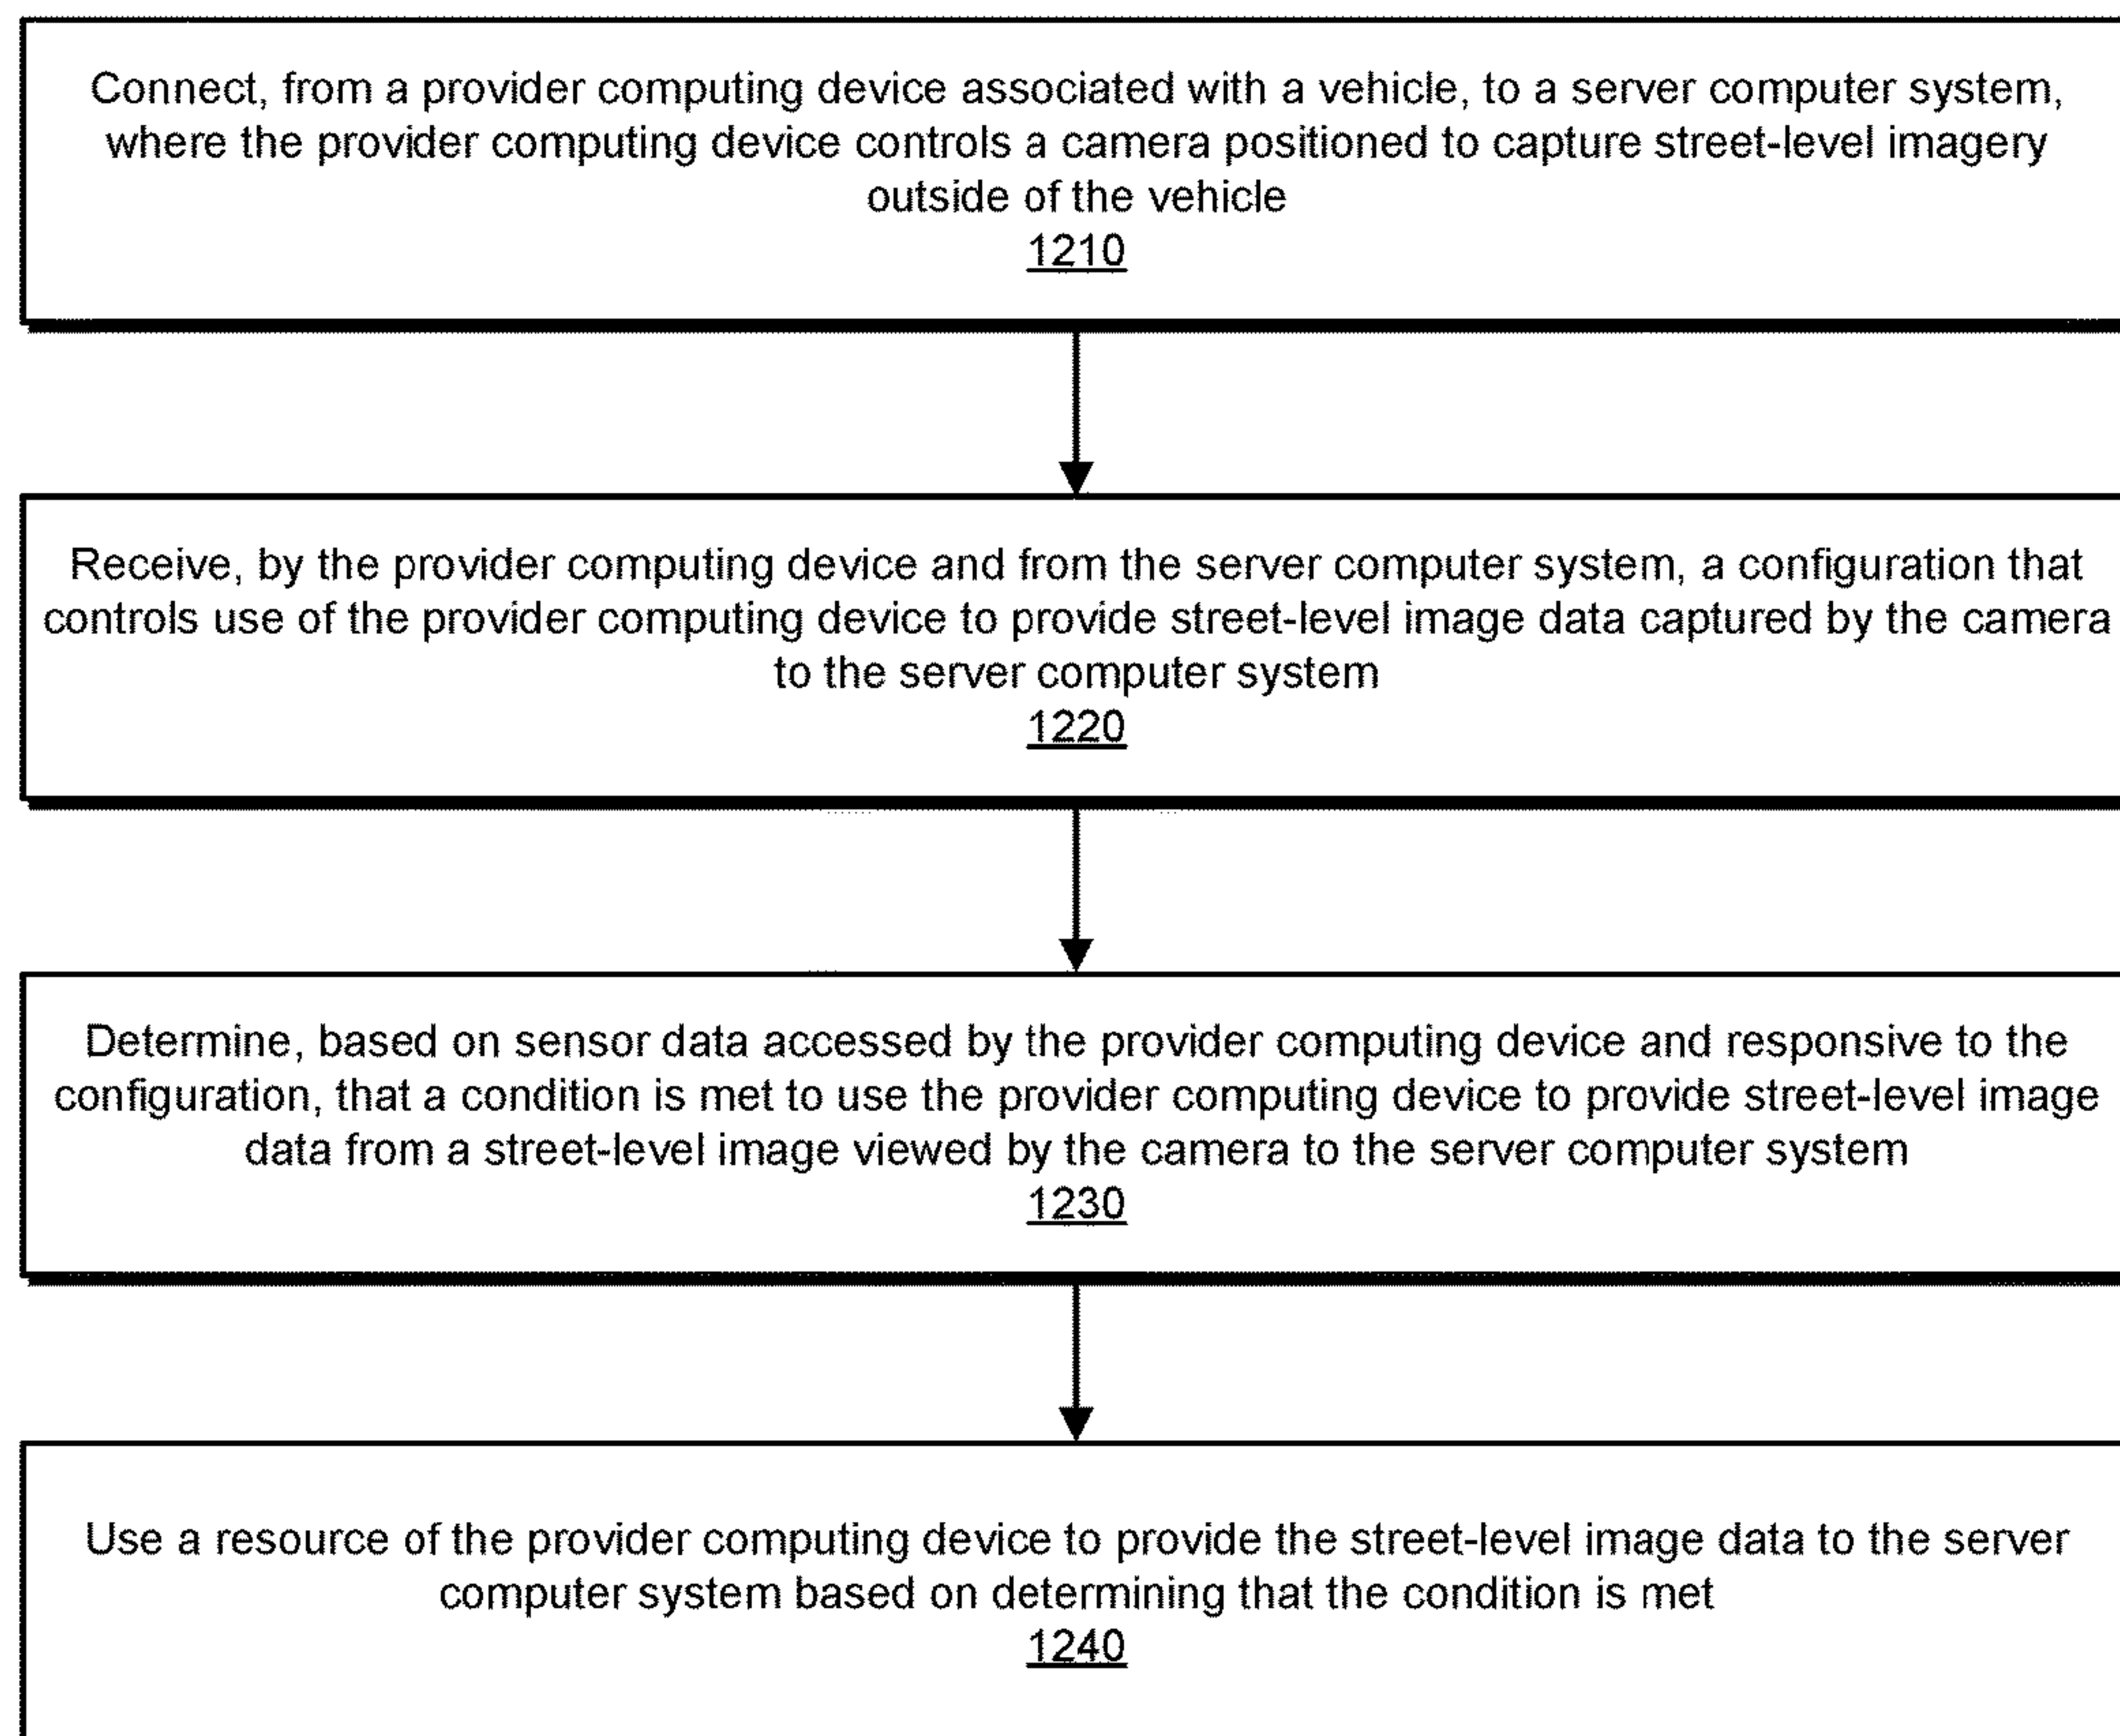 Connect, from a provider computing device associated with a vehicle, to a server computer system,
where the provider computing device controls a camera positioned to capture street-level imagery
outside of the vehicle
1210
Receive, by the provider computing device and from the server computer system, a configuration that
controls use of the provider computing device to provide street-level image data captured by the camera
to the server computer system
1220
Determine, based on sensor data accessed by the provider computing device and responsive to the
configuration, that a condition is met to use the provider computing device to provide street-level image
data from a street-level image viewed by the camera to the server computer system
1230
Use a resource of the provider computing device to provide the street-level image data to the server
computer system based on determining that the condition is met
1240